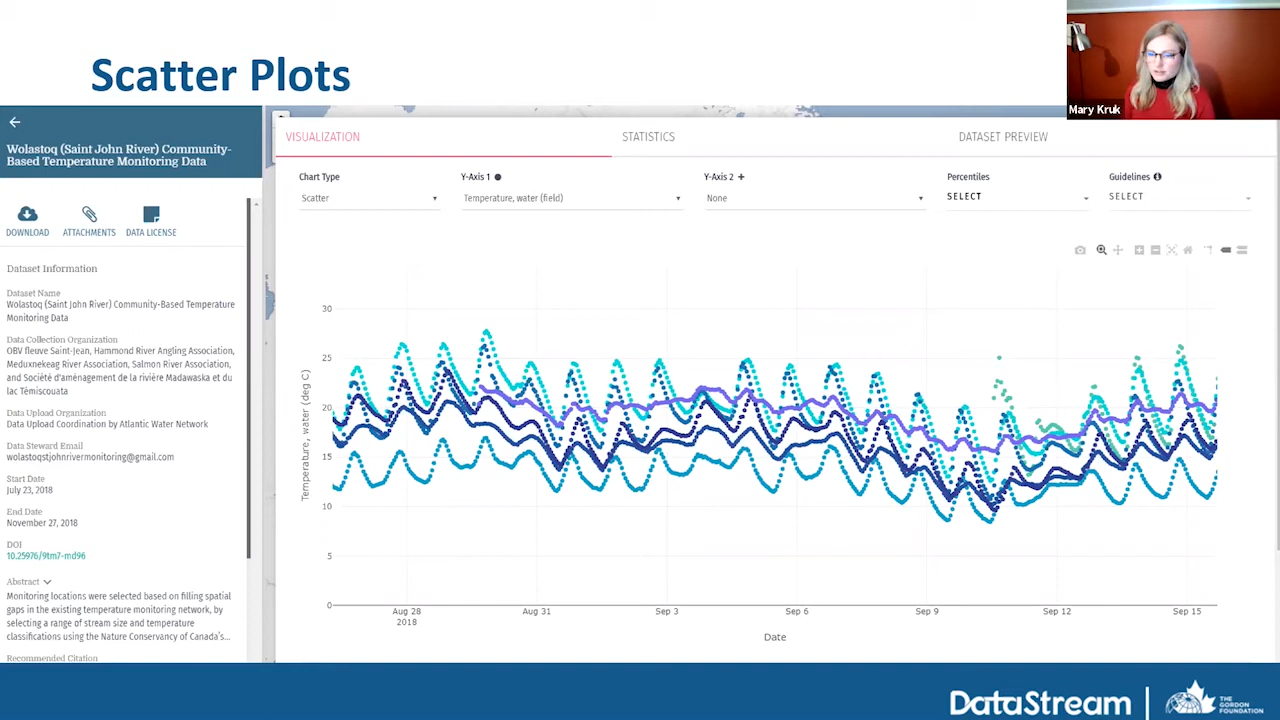 Scatter Plots
Mary Kruk
Wolastoq (Saint John River) Community-
Based Temperature Monitoring Data
DOWNLOAD
ATTACHMENTS
DATA LICENSE
Dataset Information
Dataset Name
Wolastoq (Saint John River) Community-Based Temperature
Monitoring Data
Data Collection Organization
OBV fleuve Saint-Jean, Hammond River Angling Association,
Meduxnekeag River Association, Salmon River Association,
and Société d'aménagement de la rivière Madawaska et du
lac Témiscouata
Data Upload Organization
Data Upload Coordination by Atlantic Water Network
Data Steward Email
wolastoqstjohnrivermonitoring@gmail.com
Start Date
July 23, 2018
End Date
November 27, 2018
DOI
10.25976/9tm7-md96
Abstract
Monitoring locations were selected based on filling spatial
gaps in the existing temperature monitoring network, by
selecting a range of stream size and temperature
classifications using the Nature Conservancy of Canada's...
Recommended Citation
VISUALIZATION
STATISTICS
DATASET PREVIEW
Chart Type
Scatter
Y-Axis 1
Temperature, water (field)
Y-Axis 2 +
None
Percentiles
SELECT
Guidelines
SELECT
Temperature, water (deg C)
30
25
20
15
10
5
0
Aug 28
2018
Aug 31
Sep 3
Sep 6
Sep 9
Sep 12
Sep 15
Date
DataStream
THE
GORDON
FOUNDATION